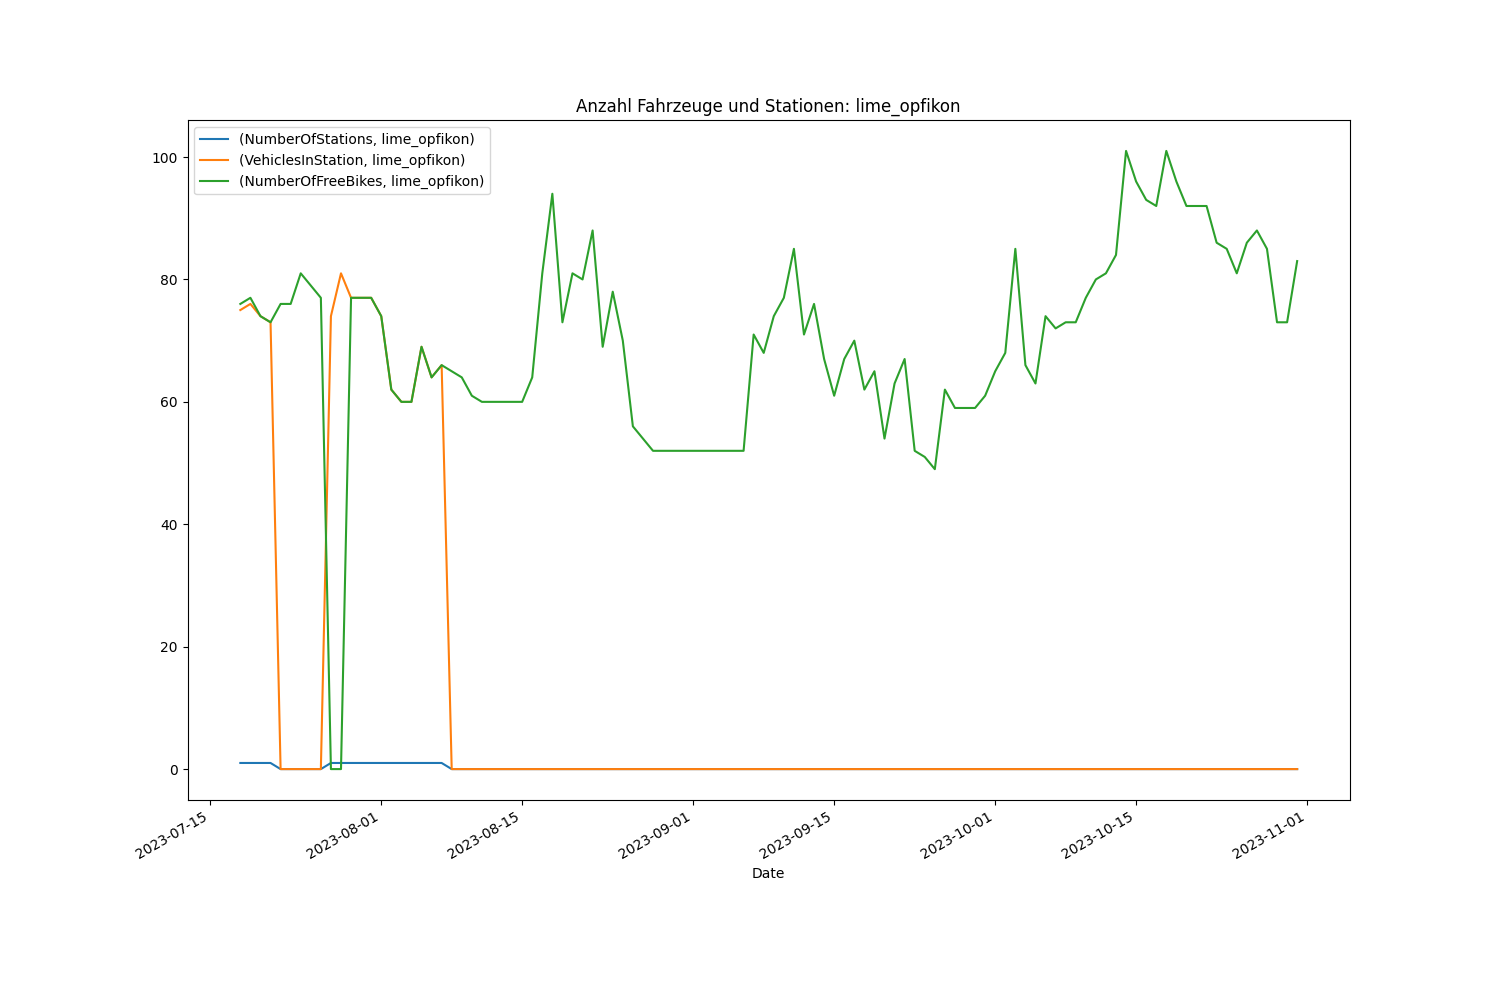 Anzahl Fahrzeuge und Stationen: lime_opfikon
(NumberOfStations, lime_opfikon)
(VehiclesInStation, lime_opfikon)
(NumberOfFreeBikes, lime_opfikon)
100
80
60
40
20
0
2023-07-15
2023-08-01
2023-08-15
2023-09-01
2023-09-15
2023-10-01
2023-10-15
2023-11-01
Date